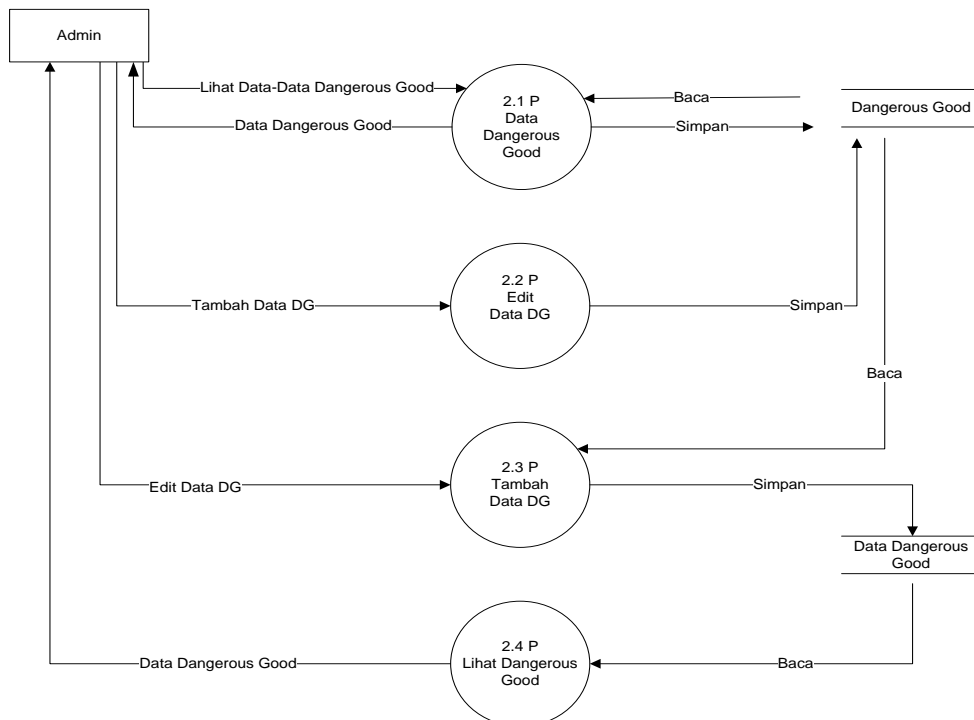 Admin
Lihat Data-Data Dangerous Good
Data Dangerous Good
2.1 P
Data
Dangerous
Good
Baca
Simpan
Dangerous Good
Tambah Data DG
2.2 P
Edit
Data DG
Simpan
Baca
Edit Data DG
2.3 P
Tambah
Data DG
Simpan
Data Dangerous
Good
Data Dangerous Good
2.4 P
Lihat Dangerous
Good
Baca